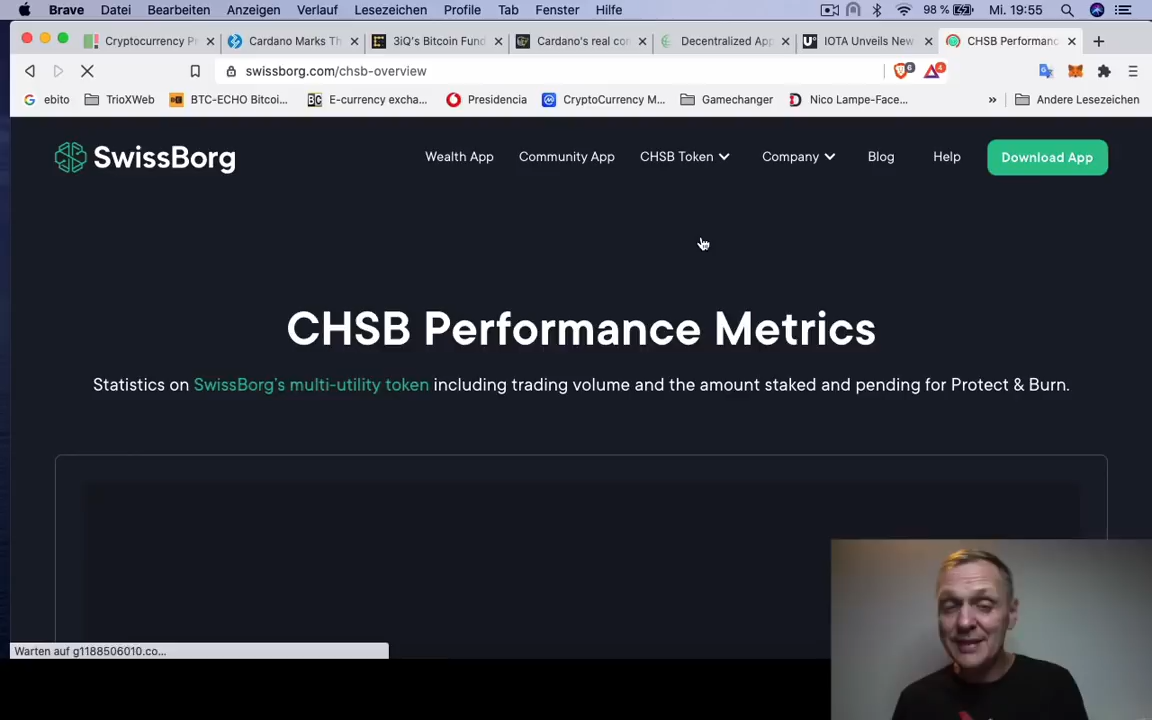 Brave Datei Bearbeiten Anzeigen Verlauf Lesezeichen Profile Tab Fenster Hilfe 98 % Mi. 19:55
Cryptocurrency P Cardano Marks Th 3iQ's Bitcoin Fund Cardano's real co Decentralized App IOTA Unveils New CHSB Performanc
swissborg.com/chsb-overview 6 4
ebito TrioXWeb BTC-ECHO Bitcoi... E-currency excha... Presidencia CryptoCurrency M... Gamechanger Nico Lampe-Face... » Andere Lesezeichen
SwissBorg Wealth App Community App CHSB Token Company Blog Help Download App
CHSB Performance Metrics
Statistics on SwissBorg's multi-utility token including trading volume and the amount staked and pending for Protect & Burn.
Warten auf g1188506010.co...